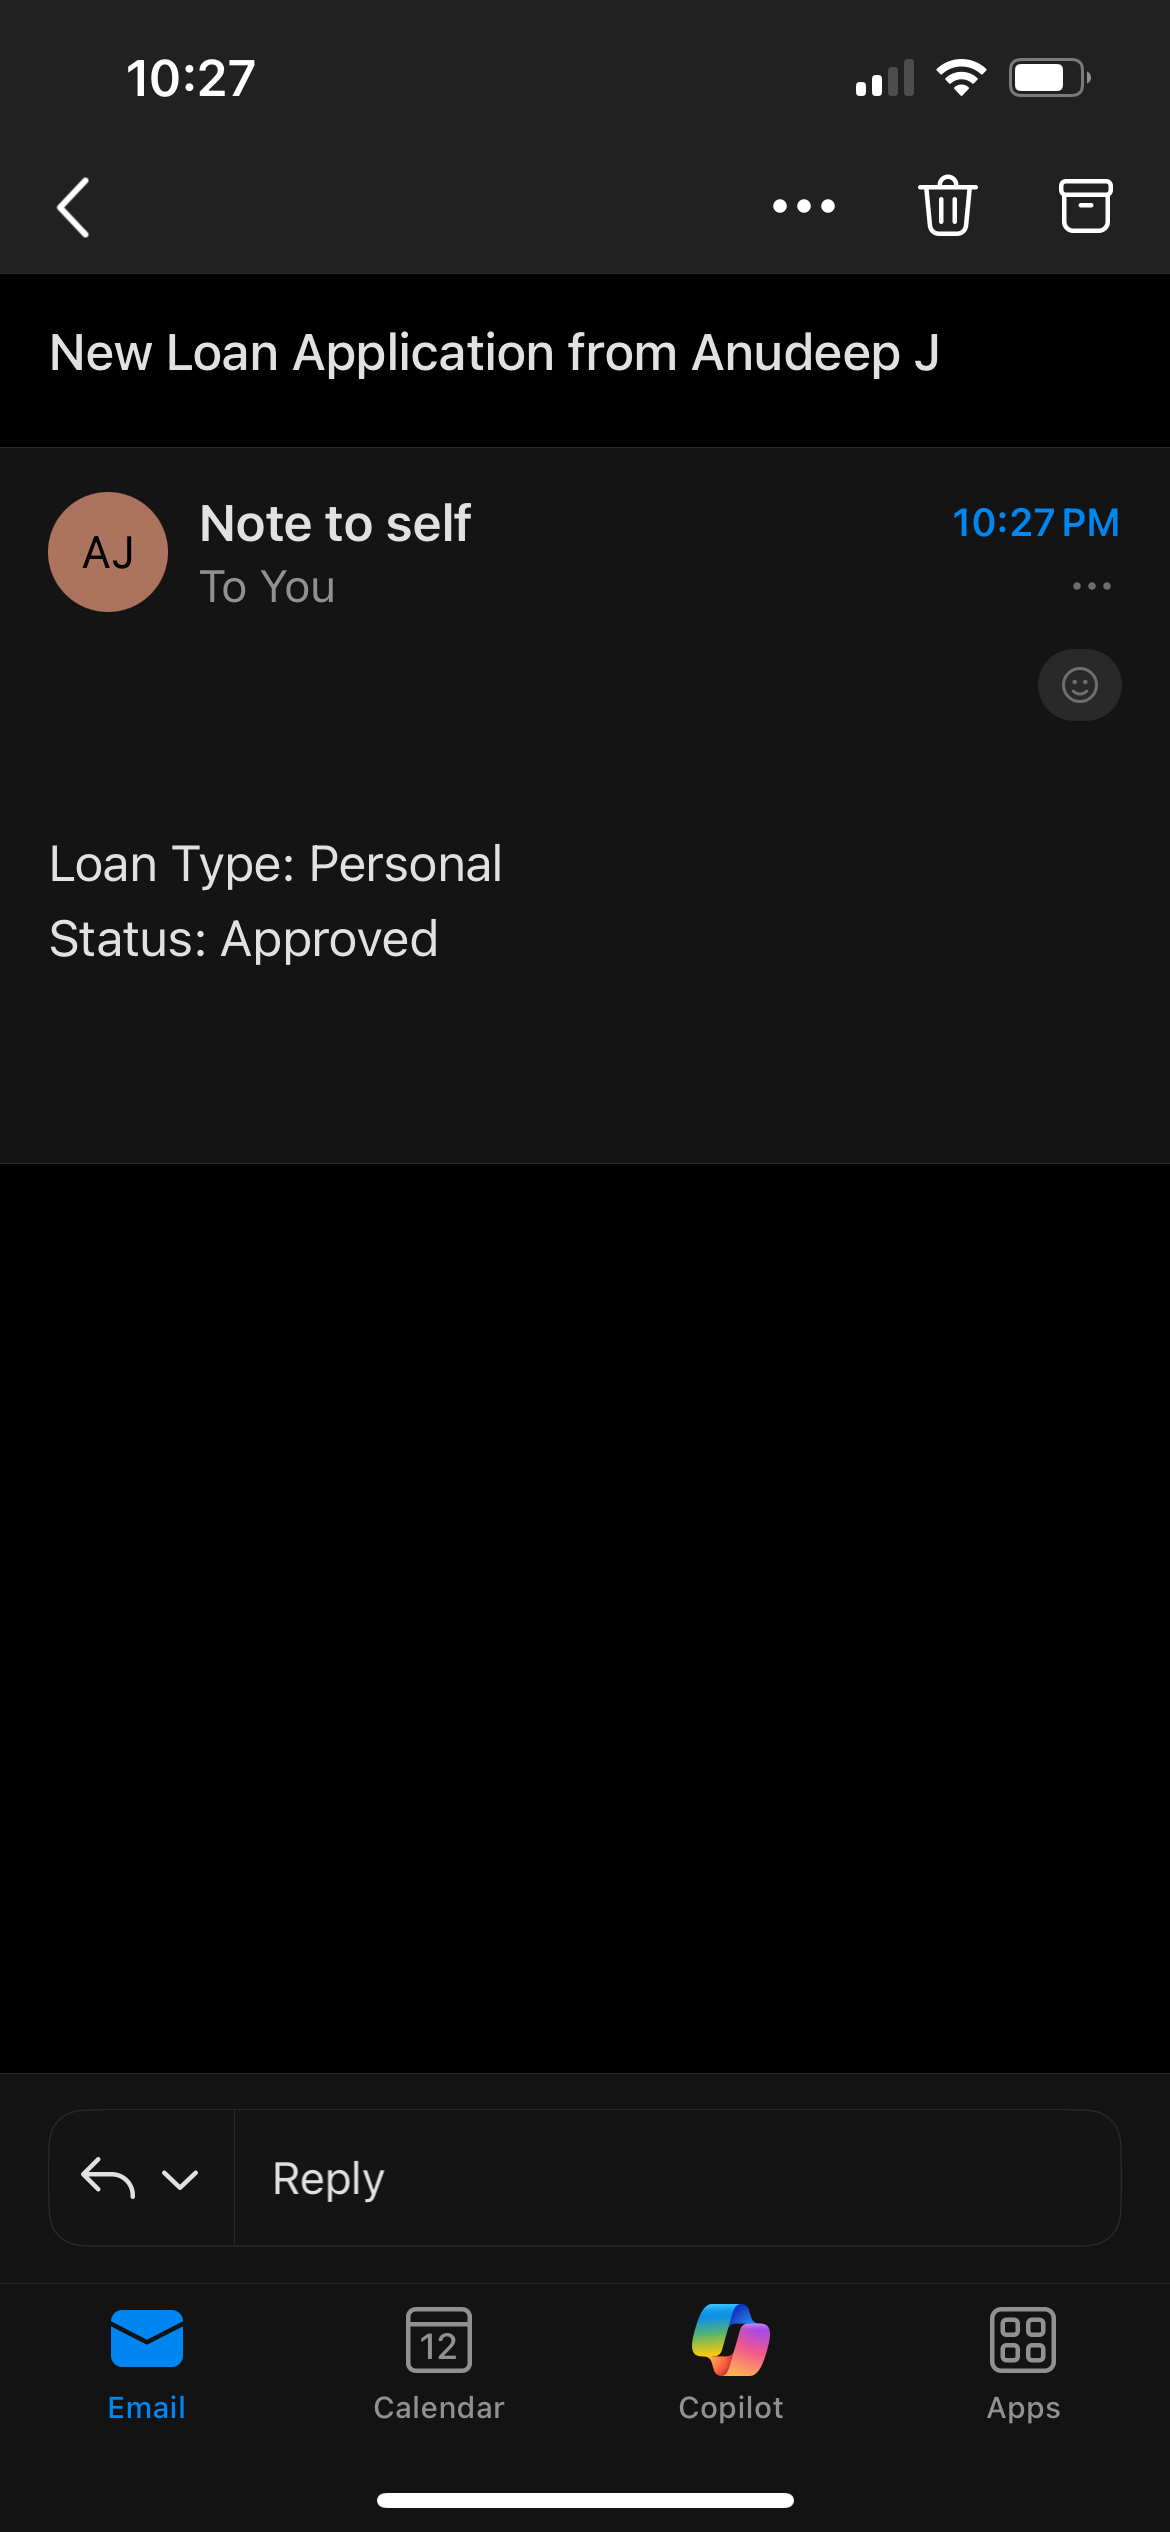 10:27
New Loan Application from Anudeep J
AJ
Note to self
10:27 PM
To You
Loan Type: Personal
Status: Approved
Reply
12
Email
Calendar
Copilot
Apps